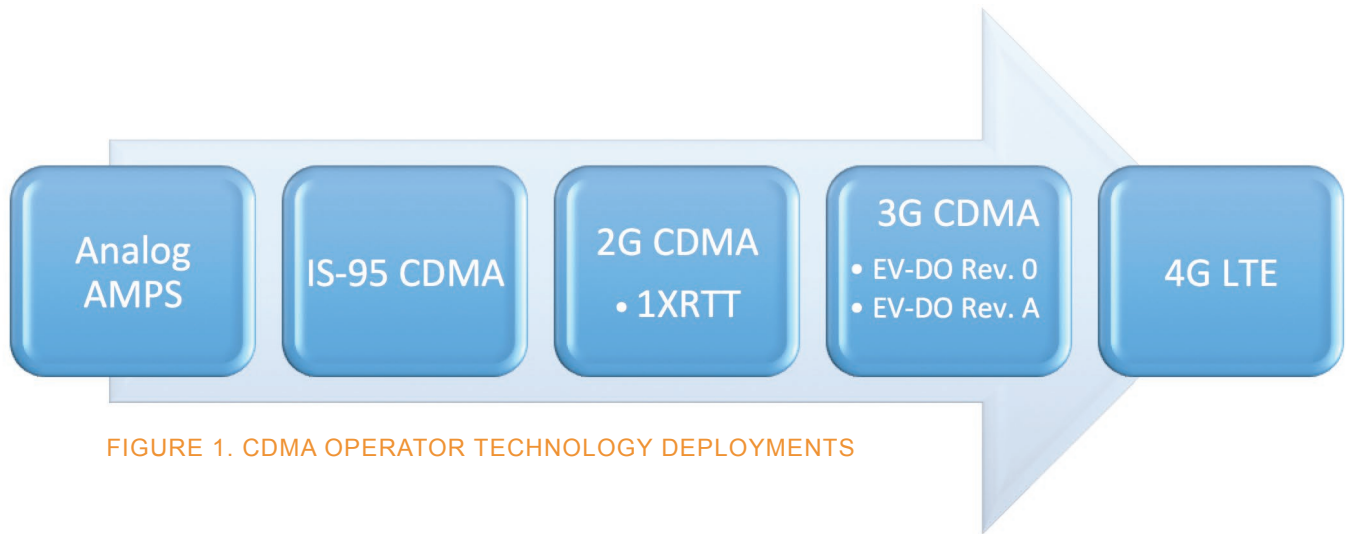 Analog
AMPS
IS-95 CDMA
2G CDMA
• 1XRTT
3G CDMA
• EV-DO Rev. 0
• EV-DO Rev. A
4G LTE
FIGURE 1. CDMA OPERATOR TECHNOLOGY DEPLOYMENTS